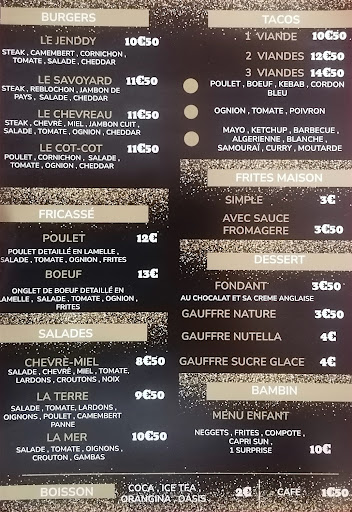 BURGERS
LE JENDDY 10€50
STEAK , CAMEMBERT , CORNICHON ,
TOMATE , SALADE , CHEDDAR
LE SAVOYARD 11€50
STEAK , REBLOCHON , JAMBON DE
PAYS , SALADE , CHEDDAR
LE CHEVREAU 11€50
STEAK , CHEVRÉ , MIEL , JAMBON CUIT ,
SALADE , TOMATE , OGNION , CHEDDAR
LE COT-COT 11€50
POULET , CORNICHON , SALADE ,
TOMATE , OGNION , CHEDDAR
FRICASSÉ
POULET 12€
POULET DETAILLÉ EN LAMELLE ,
SALADE , TOMATE , OGNION , FRITES
BOEUF 13€
ONGLET DE BOEUF DETAILLÉ EN
LAMELLE , SALADE , TOMATE , OGNION ,
FRITES
SALADES
CHEVRÉ-MIEL 8€50
SALADE , CHEVRÉ , MIEL , TOMATE,
LARDONS , CROUTONS , NOIX
LA TERRE 9€50
SALADE , TOMATE, LARDONS ,
OIGNONS , POULET , CAMEMBERT
PANNE
LA MER 10€50
SALADE , TOMATE , OIGNONS ,
CROUTON , GAMBAS
TACOS
1 VIANDE 10€50
2 VIANDES 12€50
3 VIANDES 14€50
POULET , BOEUF , KEBAB , CORDON
BLEU
OGNION , TOMATE , POIVRON
MAYO , KETCHUP , BARBECUE ,
ALGERIENNE , BLANCHE ,
SAMOURAÏ , CURRY , MOUTARDE
FRITES MAISON
SIMPLE 3€
AVEC SAUCE
FROMAGERE 3€50
DESSERT
FONDANT 3€50
AU CHOCALAT ET SA CREME ANGLAISE
GAUFFRE NATURE 3€50
GAUFFRE NUTELLA 4€
GAUFFRE SUCRE GLACE 4€
BAMBIN
MENU ENFANT
NEGGETS , FRITES , COMPOTE ,
CAPRI SUN ,
1 SURPRISE 10€
BOISSON
COCA , ICE TEA
ORANGINA , OASIS 2€
CAFÉ 1€50